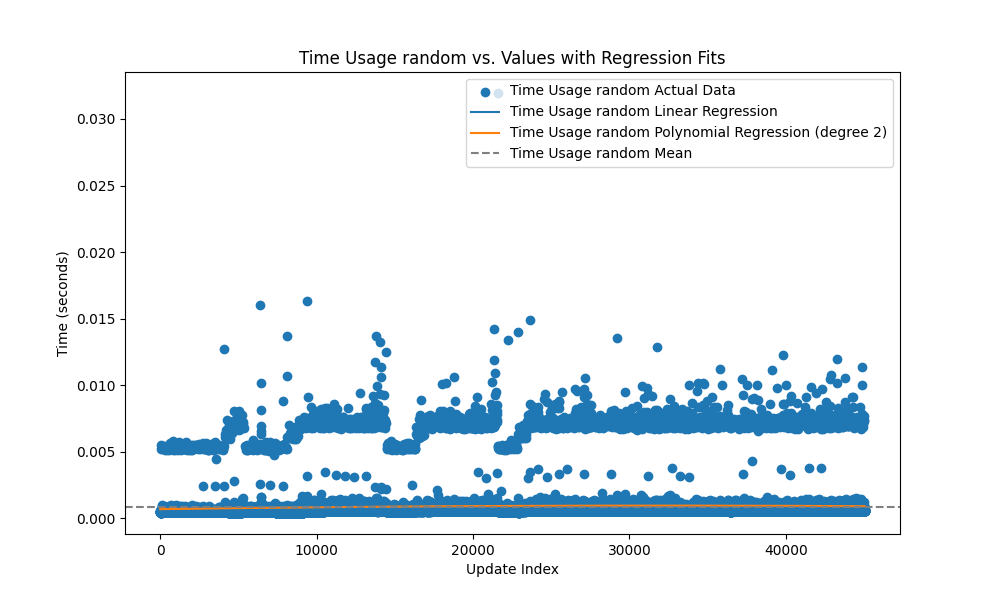 Time Usage random vs. Values with Regression Fits
Time Usage random Actual Data
Time Usage random Linear Regression
Time Usage random Polynomial Regression (degree 2)
Time Usage random Mean
0.030
0.025
0.020
0.015
0.010
0.005
0.000
Time (seconds)
0
10000
20000
30000
40000
Update Index